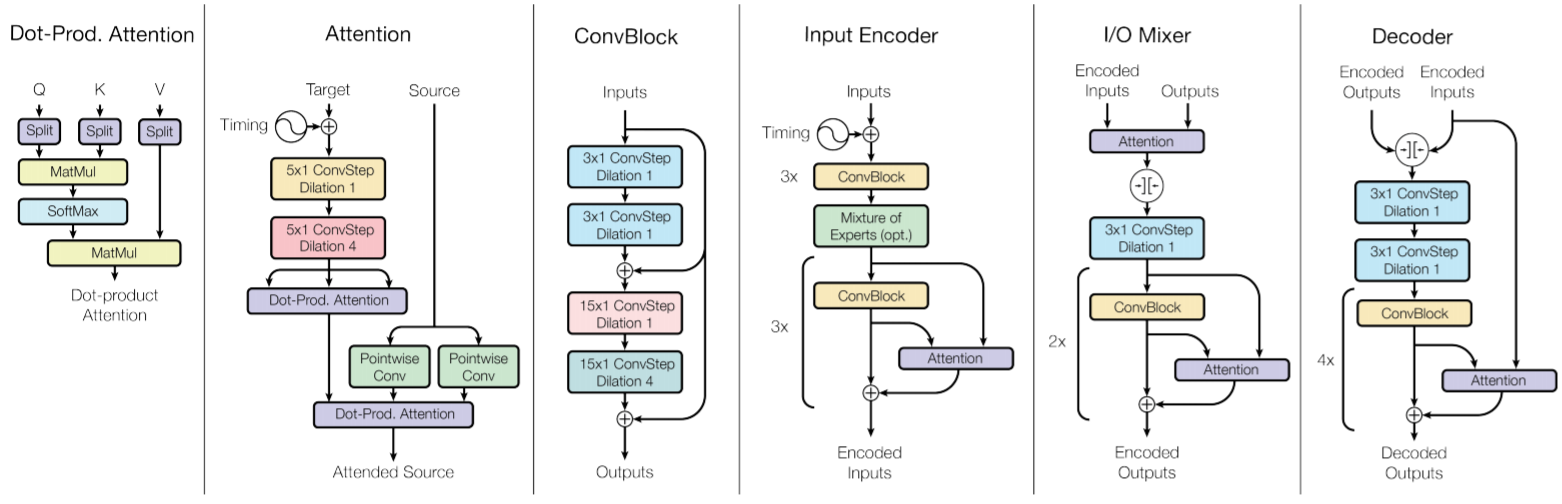 Dot-Prod. Attention
Q K V
Split Split Split
MatMul
SoftMax
MatMul
Dot-product
Attention
Attention
Target Source
Timing
5x1 ConvStep
Dilation 1
5x1 ConvStep
Dilation 4
Dot-Prod. Attention
Pointwise
Conv
Pointwise
Conv
Dot-Prod. Attention
Attended Source
ConvBlock
Inputs
3x1 ConvStep
Dilation 1
3x1 ConvStep
Dilation 1
15x1 ConvStep
Dilation 1
15x1 ConvStep
Dilation 4
Outputs
Input Encoder
Inputs
Timing
3x
ConvBlock
Mixture of
Experts (opt.)
ConvBlock
3x
Attention
Encoded
Inputs
I/O Mixer
Encoded
Inputs
Outputs
Attention
3x1 ConvStep
Dilation 1
ConvBlock
2x
Attention
Encoded
Outputs
Decoder
Encoded
Outputs
Encoded
Inputs
3x1 ConvStep
Dilation 1
3x1 ConvStep
Dilation 1
ConvBlock
4x
Attention
Decoded
Outputs